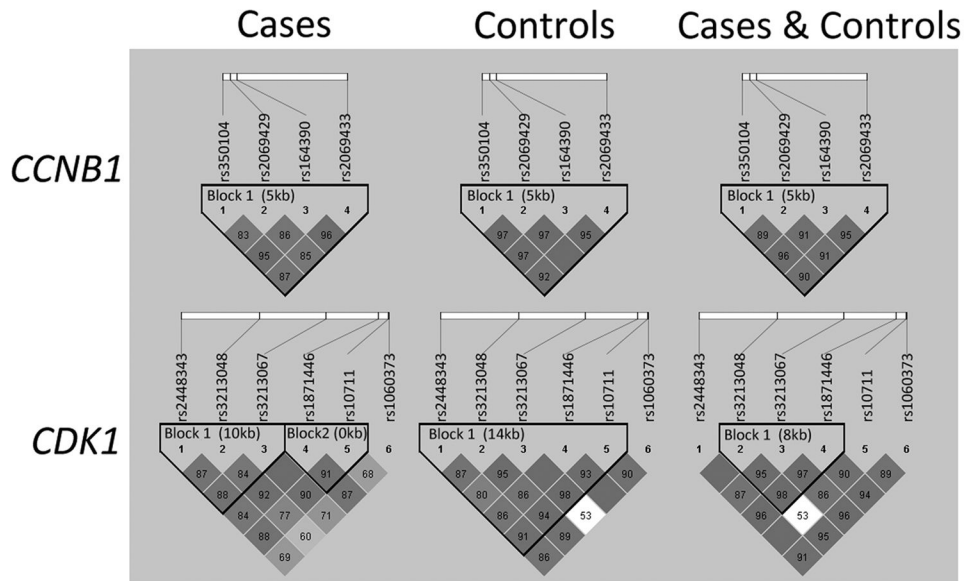 Cases Controls Cases & Controls
CCNB1
rs350104 rs2069429 rs164390 rs2069433 rs350104 rs2069429 rs164390 rs2069433 rs350104 rs2069429 rs164390 rs2069433
Block 1 (5kb) Block 1 (5kb) Block 1 (5kb)
1 2 3 4 1 2 3 4 1 2 3 4
83 86 96 97 97 95 89 91 95
95 85 97 96 91
87 92 90
CDK1
rs2448343 rs3213048 rs3213067 rs1871446 rs10711 rs1060373 rs2448343 rs3213048 rs3213067 rs1871446 rs10711 rs1060373 rs2448343 rs3213048 rs3213067 rs1871446 rs10711 rs1060373
Block 1 (10kb) Block2 (0kb) Block 1 (14kb) Block 1 (8kb)
1 2 3 4 5 6 1 2 3 4 5 6 1 2 3 4 5 6
87 84 91 68 87 95 93 90 95 97 90 89
88 92 90 87 80 86 98 87 98 86 94
84 77 71 86 94 53 96 53 96
88 60 91 89 95
69 86 91